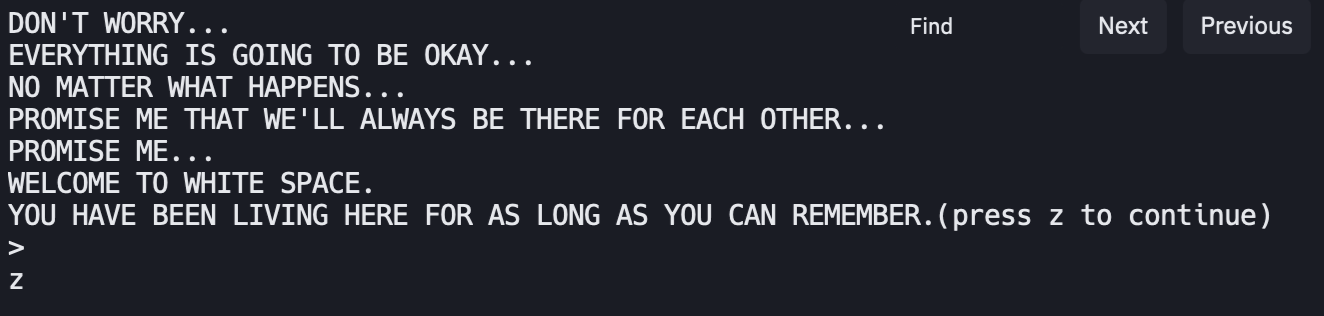 DON'T WORRY...
Find
Next
Previous
EVERYTHING IS GOING TO BE OKAY...
NO MATTER WHAT HAPPENS...
PROMISE ME THAT WE'LL ALWAYS BE THERE FOR EACH OTHER...
PROMISE ME...
WELCOME TO WHITE SPACE.
YOU HAVE BEEN LIVING HERE FOR AS LONG AS YOU CAN REMEMBER.(press z to continue)
>
z